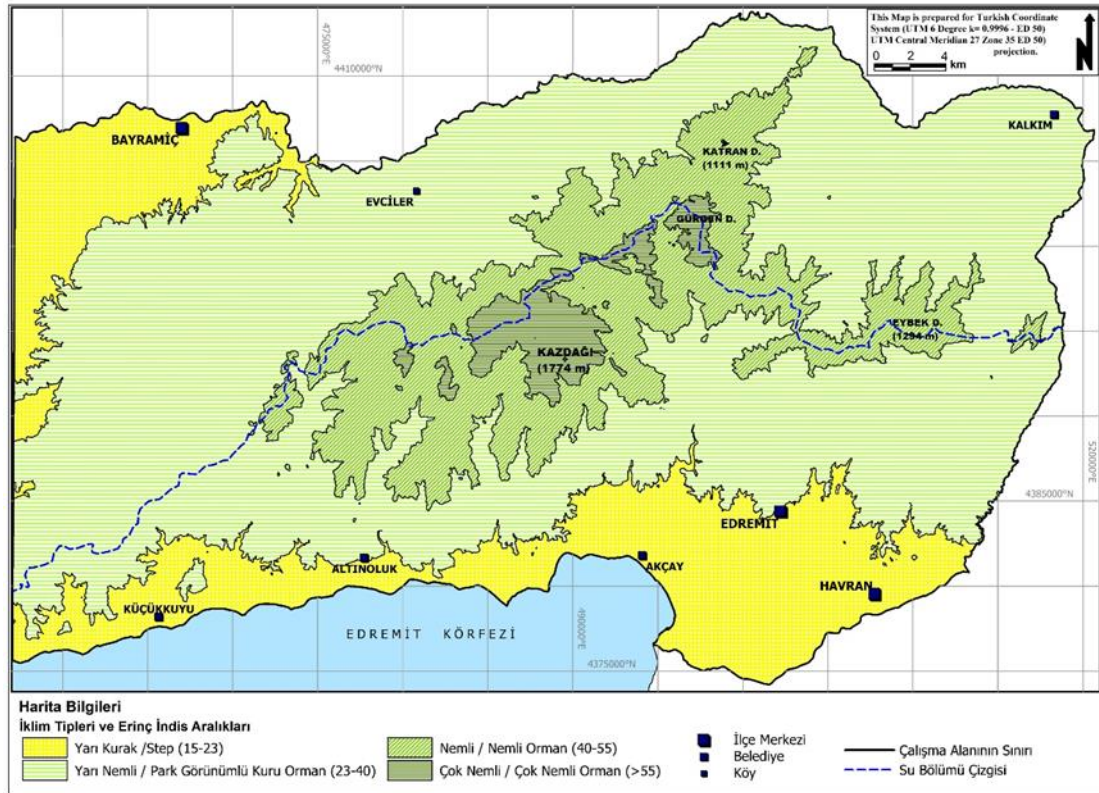 This Map is prepared for Turkish Coordinate
System (UTM 6 Degree k= 0.9996 - ED 50)
UTM Central Meridian 27 Zone 35 ED 50)
projection.
0 2 4
km
N
475000°E
4410000°N
BAYRAMİÇ
KALKIM
KATRAN D.
(1111 m)
EVCİLER
GÜRGEN D.
EYBEK D.
(1294 m)
KAZDAĞI
(1774 m)
520000°E
4385000°N
EDREMİT
ALTINOLUK
AKÇAY
HAVRAN
KÜÇÜKKUYU
EDREMİT KÖRFEZİ
490000°E
4375000°N
Harita Bilgileri
İklim Tipleri ve Erinç İndis Aralıkları
Yarı Kurak /Step (15-23)
Yarı Nemli / Park Görünümlü Kuru Orman (23-40)
Nemli / Nemli Orman (40-55)
Çok Nemli / Çok Nemli Orman (>55)
İlçe Merkezi
Belediye
Köy
Çalışma Alanının Sınırı
Su Bölümü Çizgisi